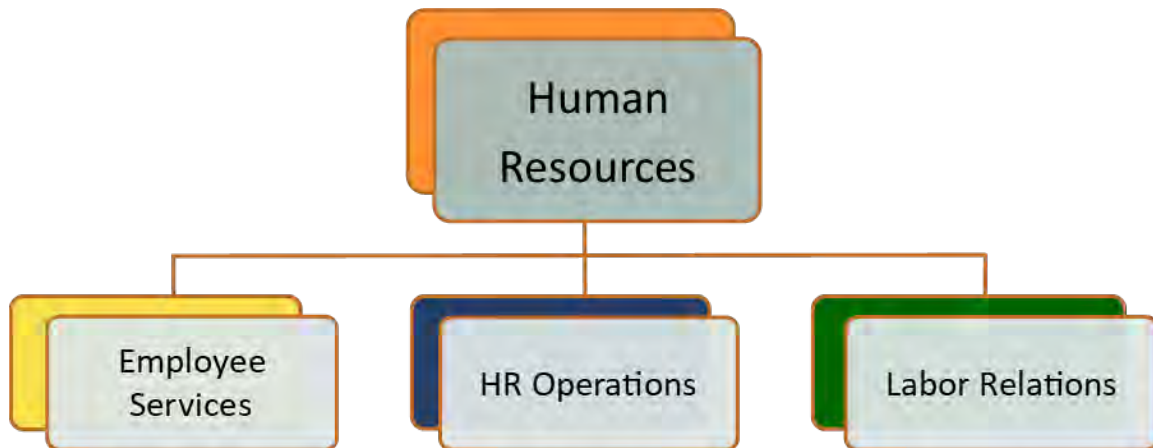 Human
Resources
Employee
Services
HR Operations
Labor Relations